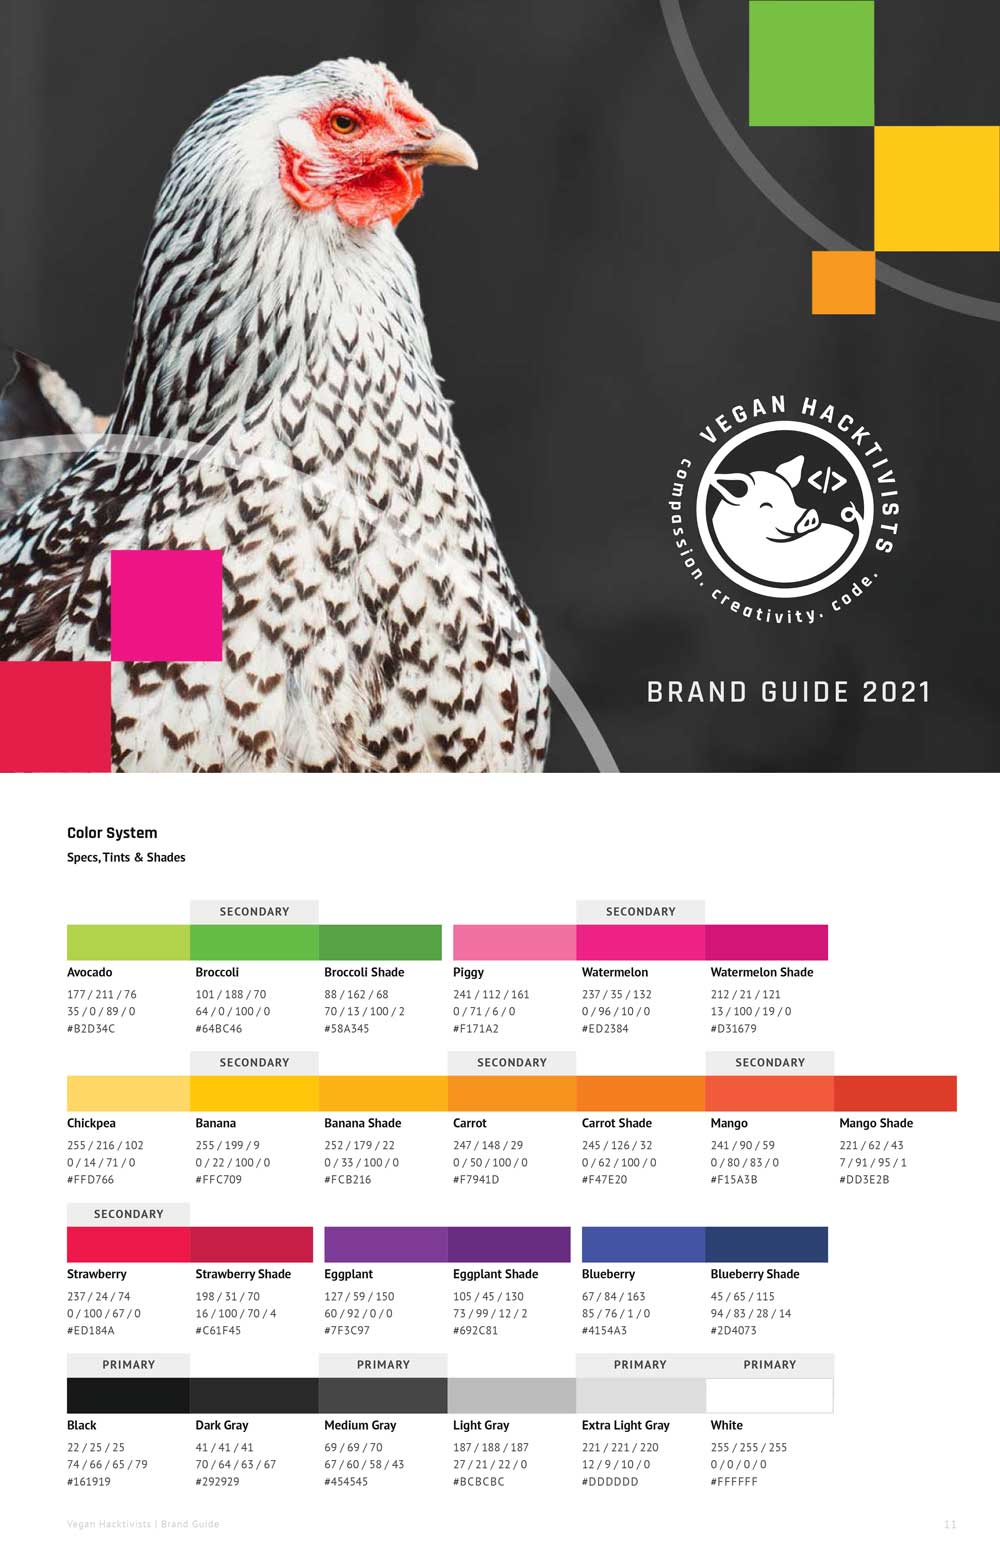 VEGAN HACKTIVISTS
compassion. creativity. code.
</>
BRAND GUIDE 2021
Color System
Specs, Tints & Shades
SECONDARY SECONDARY
Avocado Broccoli Broccoli Shade Piggy Watermelon Watermelon Shade
177 / 211 / 76 101 / 188 / 70 88 / 162 / 68 241 / 112 / 161 237 / 35 / 132 212 / 21 / 121
35 / 0 / 89 / 0 64 / 0 / 100 / 0 70 / 13 / 100 / 2 0 / 71 / 6 / 0 0 / 96 / 10 / 0 13 / 100 / 19 / 0
#B2D34C #64BC46 #58A345 #F171A2 #ED2384 #D31679
SECONDARY SECONDARY SECONDARY
Chickpea Banana Banana Shade Carrot Carrot Shade Mango Mango Shade
255 / 216 / 102 255 / 199 / 9 252 / 179 / 22 247 / 148 / 29 245 / 126 / 32 241 / 90 / 59 221 / 62 / 43
0 / 14 / 71 / 0 0 / 22 / 100 / 0 0 / 33 / 100 / 0 0 / 50 / 100 / 0 0 / 62 / 100 / 0 0 / 80 / 83 / 0 7 / 91 / 95 / 1
#FFD766 #FFC709 #FCB216 #F7941D #F47E20 #F15A3B #DD3E2B
SECONDARY
Strawberry Strawberry Shade Eggplant Eggplant Shade Blueberry Blueberry Shade
237 / 24 / 74 198 / 31 / 70 127 / 59 / 150 105 / 45 / 130 67 / 84 / 163 45 / 65 / 115
0 / 100 / 67 / 0 16 / 100 / 70 / 4 60 / 92 / 0 / 0 73 / 99 / 12 / 2 85 / 76 / 1 / 0 94 / 83 / 28 / 14
#ED184A #C61F45 #7F3C97 #692C81 #4154A3 #2D4073
PRIMARY PRIMARY PRIMARY PRIMARY
Black Dark Gray Medium Gray Light Gray Extra Light Gray White
22 / 25 / 25 41 / 41 / 41 69 / 69 / 70 187 / 188 / 187 221 / 221 / 220 255 / 255 / 255
74 / 66 / 65 / 79 70 / 64 / 63 / 67 67 / 60 / 58 / 43 27 / 21 / 22 / 0 12 / 9 / 10 / 0 0 / 0 / 0 / 0
#161919 #292929 #454545 #BCBCBC #DDDDDD #FFFFFF
Vegan Hacktivists | Brand Guide 11